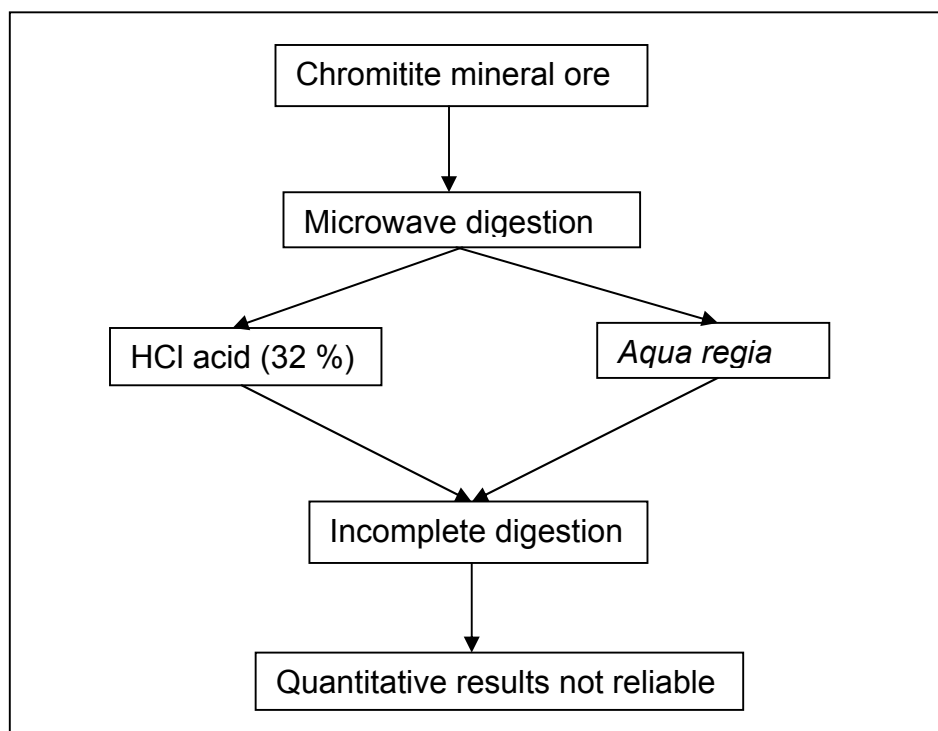 Chromitite mineral ore
Microwave digestion
HCl acid (32 %)
Aqua regia
Incomplete digestion
Quantitative results not reliable